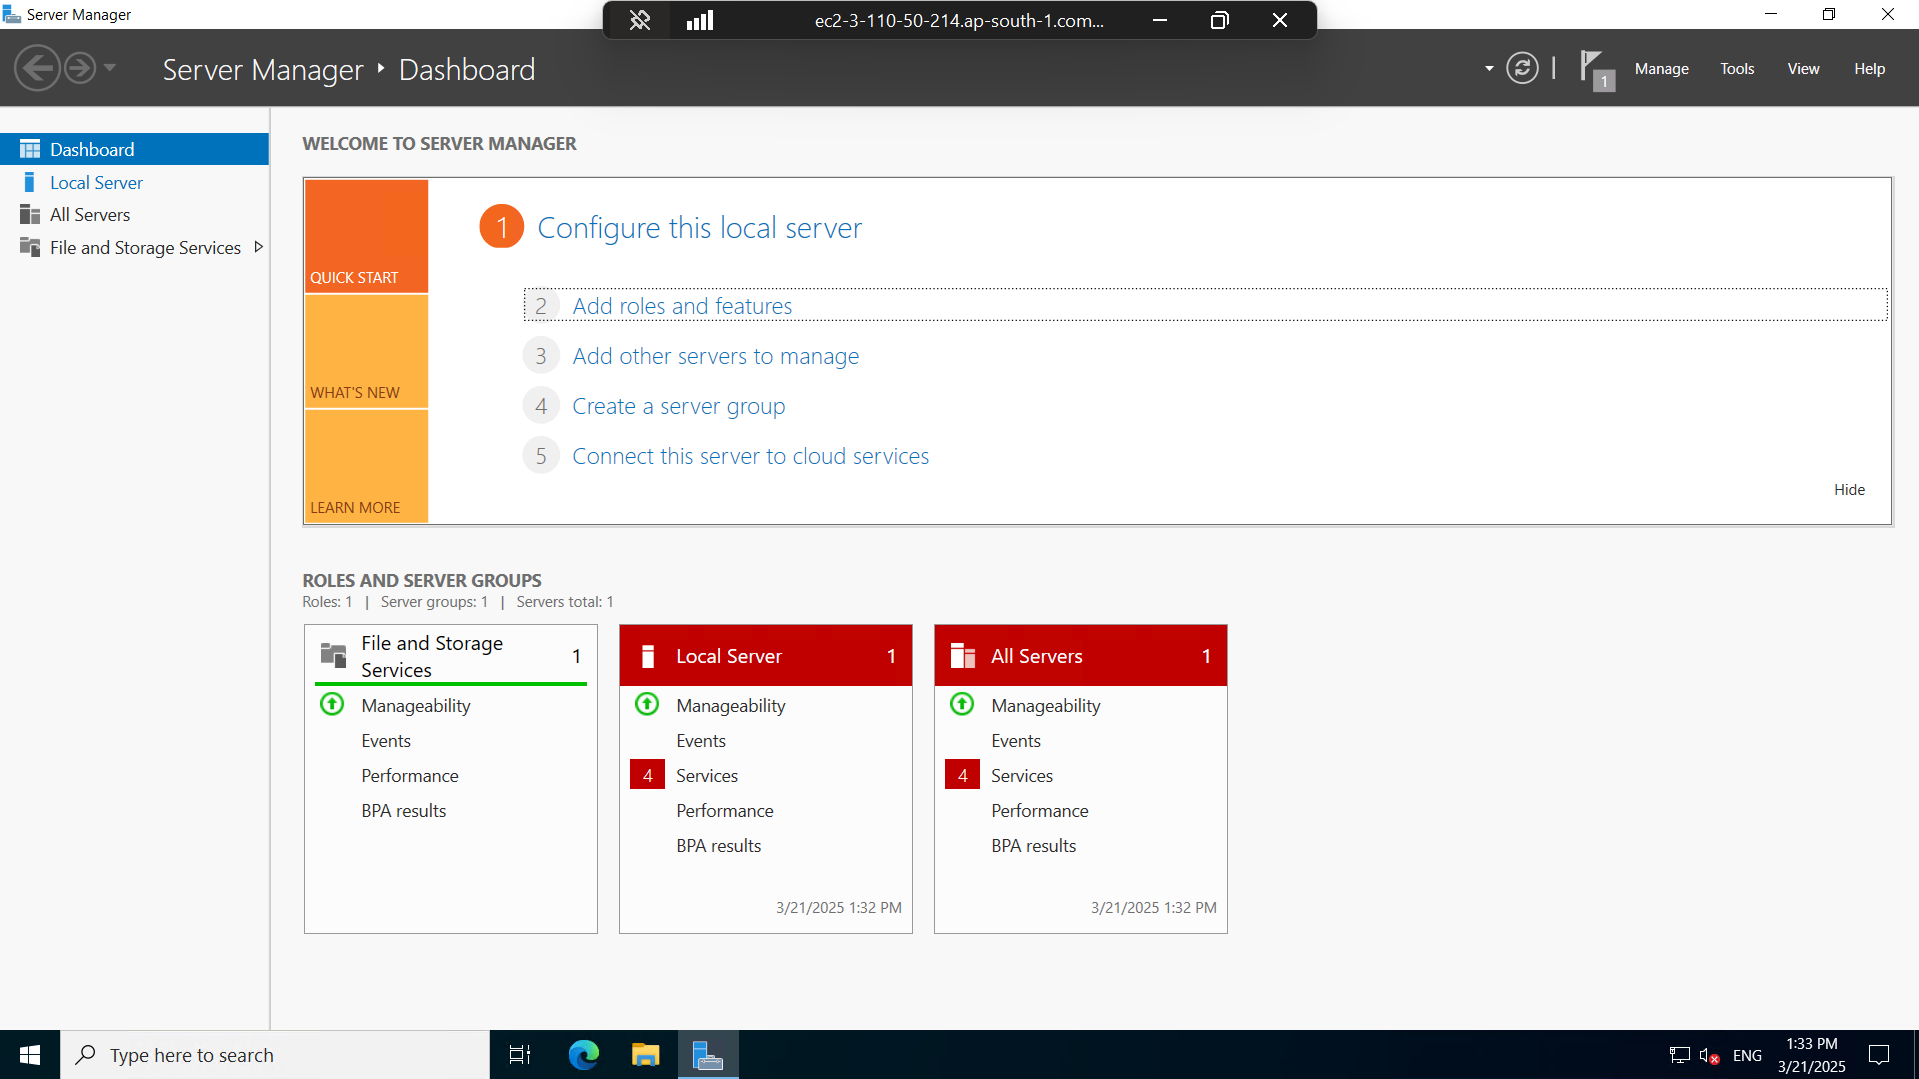 Server Manager
ec2-3-110-50-214.ap-south-1.com...
Server Manager Dashboard
1
Manage
Tools
View
Help
Dashboard
Local Server
All Servers
File and Storage Services
WELCOME TO SERVER MANAGER
QUICK START
WHAT'S NEW
LEARN MORE
1 Configure this local server
2 Add roles and features
3 Add other servers to manage
4 Create a server group
5 Connect this server to cloud services
Hide
ROLES AND SERVER GROUPS
Roles: 1 | Server groups: 1 | Servers total: 1
File and Storage
Services
1
Manageability
Events
Performance
BPA results
Local Server 1
Manageability
Events
4 Services
Performance
BPA results
3/21/2025 1:32 PM
All Servers 1
Manageability
Events
4 Services
Performance
BPA results
3/21/2025 1:32 PM
Type here to search
ENG
1:33 PM
3/21/2025